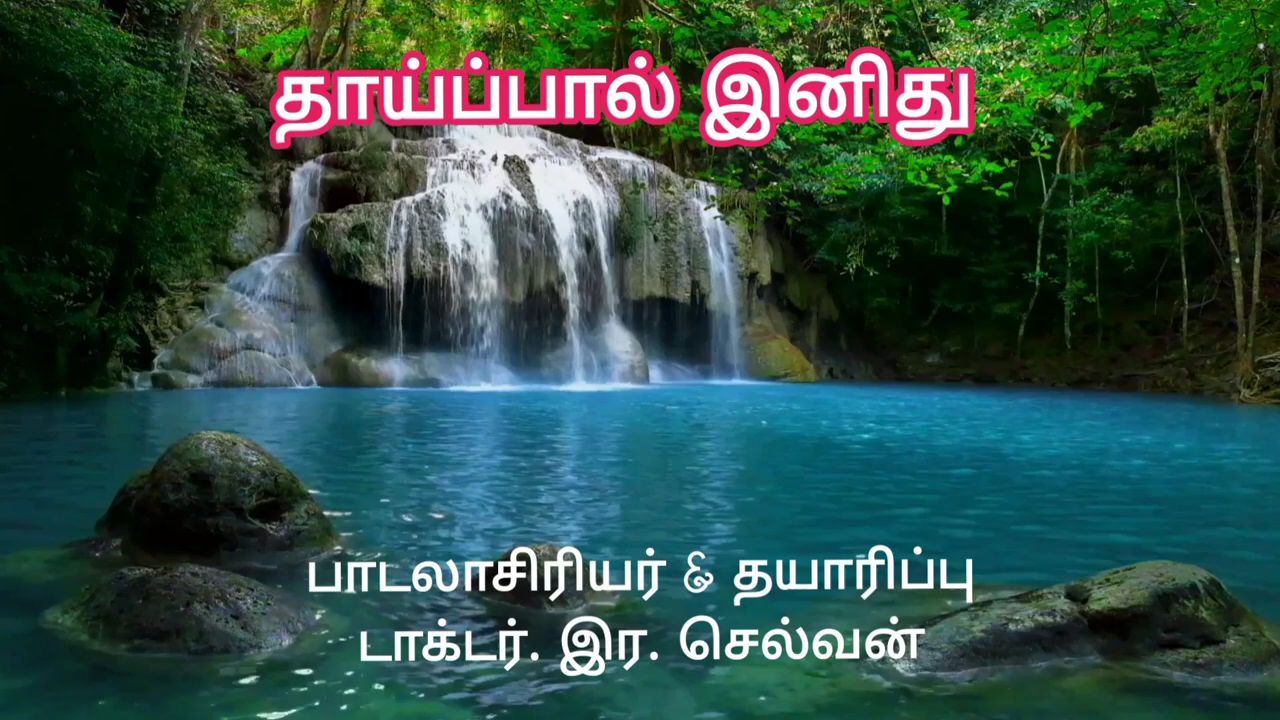 தாய்ப்பால் இனிது
பாடலாசிரியர் & தயாரிப்பு
டாக்டர். இர. செல்வன்